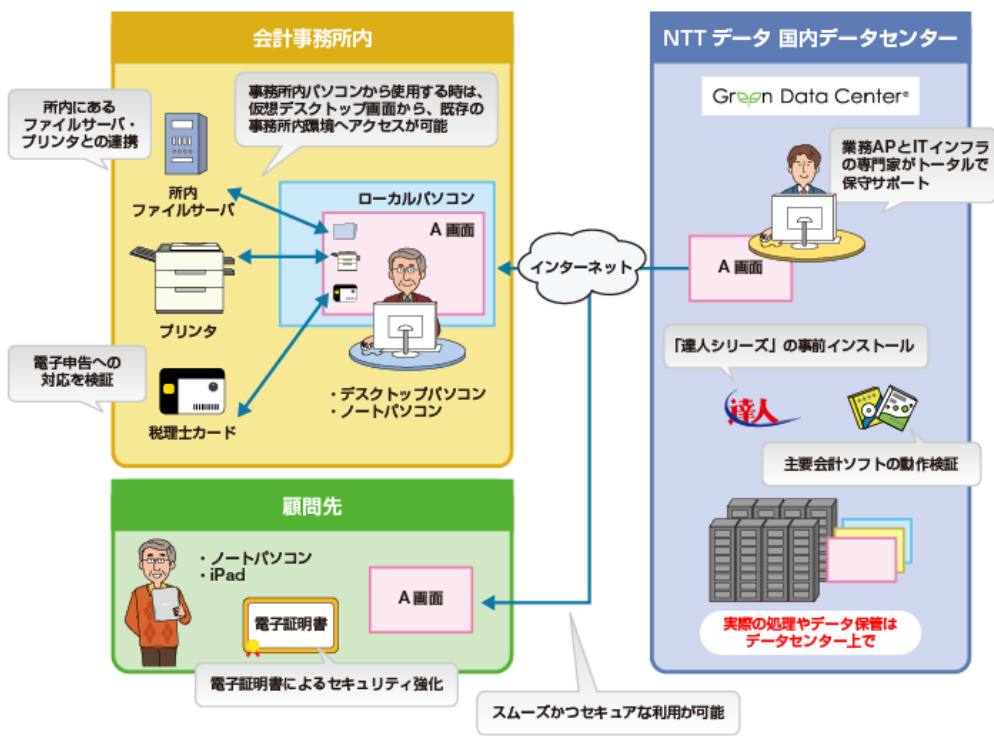 会計事務所内
所内にある
ファイルサーバ・
プリンタとの連携
事務所内パソコンから使用する時は、
仮想デスクトップ画面から、既存の
事務所内環境へアクセスが可能
所内
ファイルサーバ
ローカルパソコン
A 画面
プリンタ
電子申告への
対応を検証
税理士カード
・デスクトップパソコン
・ノートパソコン
インターネット
顧問先
・ノートパソコン
・iPad
電子証明書
A 画面
電子証明書によるセキュリティ強化
スムーズかつセキュアな利用が可能
NTT データ 国内データセンター
Green Data Center®
業務APとITインフラ
の専門家がトータルで
保守サポート
A 画面
「達人シリーズ」の事前インストール
達人
主要会計ソフトの動作検証
実際の処理やデータ保管は
データセンター上で